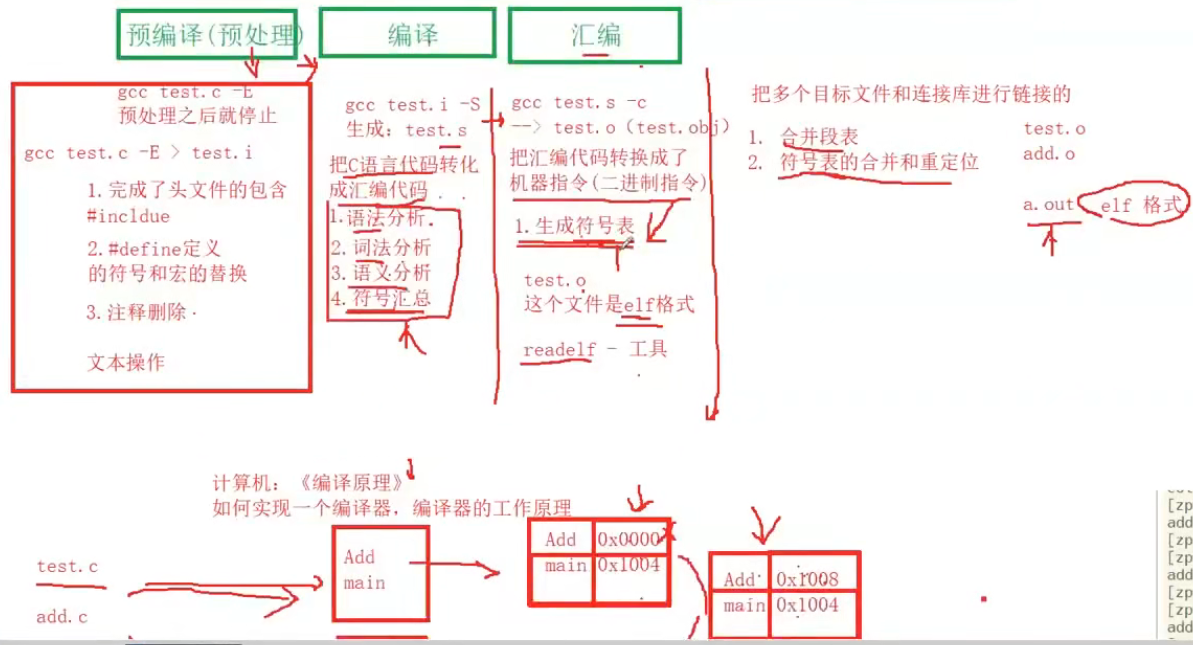 预编译(预处理)
编译
汇编
gcc test.c -E
预处理之后就停止
gcc test.c -E > test.i
1.完成了头文件的包含
#incldue
2.#define定义
的符号和宏的替换
3.注释删除
文本操作
gcc test.i -S
生成：test.s
把C语言代码转化
成汇编代码
1.语法分析
2.词法分析
3.语义分析
4.符号汇总
gcc test.s -c
--> test.o（test.obj）
把汇编代码转换成了
机器指令(二进制指令)
1.生成符号表
test.o
这个文件是elf格式
readelf - 工具
把多个目标文件和连接库进行链接的
1. 合并段表
2. 符号表的合并和重定位
test.o
add.o
a.out elf 格式
计算机：《编译原理》
如何实现一个编译器，编译器的工作原理
test.c
add.c
Add
main
Add 0x0000
main 0x1004
Add 0x1008
main 0x1004
[zp
add
[zp
[zp
add
[zp
[zp
add